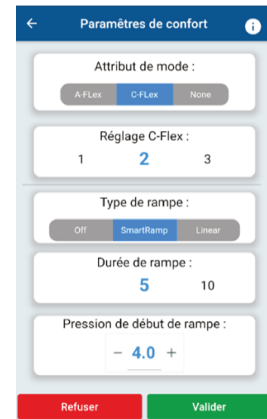 Paramètres de confort
i
Attribut de mode :
A-FLex C-FLex None
Réglage C-Flex :
1 2 3
Type de rampe :
Off SmartRamp Linear
Durée de rampe :
5 10
Pression de début de rampe :
− 4.0 +
Refuser Valider